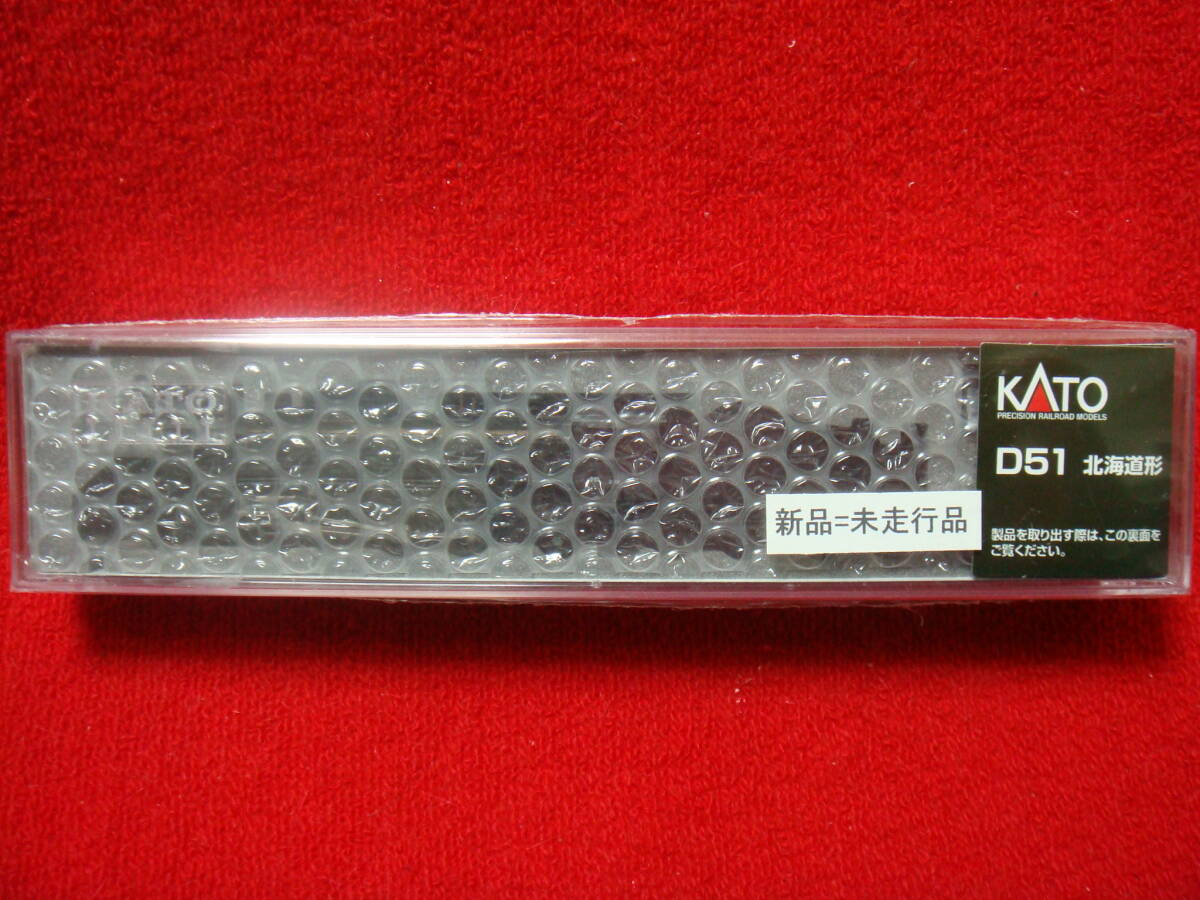 KATO
KATO
PRECISION RAILROAD MODELS
D51 北海道形
新品=未走行品
製品を取り出す際は、この裏面を
ご覧ください。